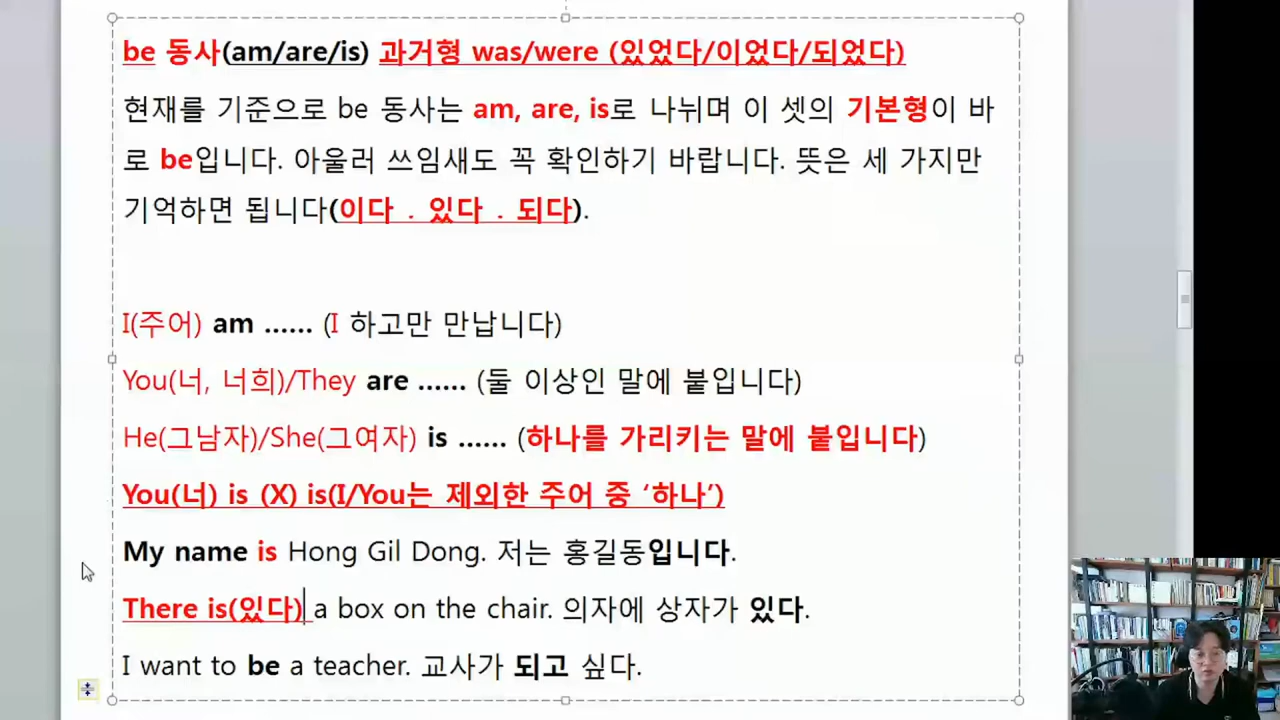 be 동사(am/are/is) 과거형 was/were (있었다/이었다/되었다)
현재를 기준으로 be 동사는 am, are, is로 나뉘며 이 셋의 기본형이 바
로 be입니다. 아울러 쓰임새도 꼭 확인하기 바랍니다. 뜻은 세 가지만
기억하면 됩니다(이다 . 있다 . 되다).
I(주어) am …… (I 하고만 만납니다)
You(너, 너희)/They are …… (둘 이상인 말에 붙입니다)
He(그남자)/She(그여자) is …… (하나를 가리키는 말에 붙입니다)
You(너) is (X) is(I/You는 제외한 주어 중 ‘하나’)
My name is Hong Gil Dong. 저는 홍길동입니다.
There is(있다) a box on the chair. 의자에 상자가 있다.
I want to be a teacher. 교사가 되고 싶다.